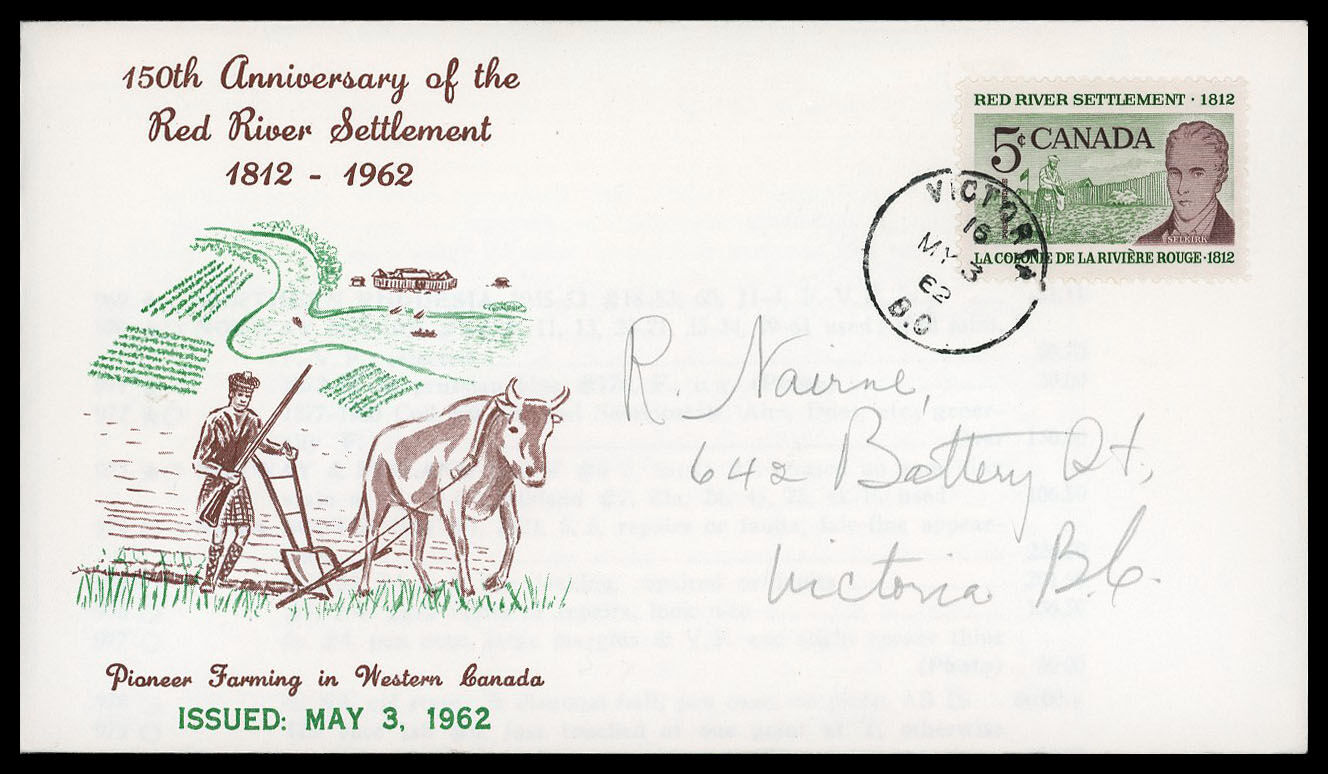 150th Anniversary of the
Red River Settlement
1812 - 1962
RED RIVER SETTLEMENT · 1812
5¢ CANADA
SELKIRK
LA COLONIE DE LA RIVIÈRE ROUGE · 1812
VICTORIA
16
MY 3
62
B.C.
R. Nairne,
642 Battery St.,
Victoria B.C.
Pioneer Farming in Western Canada
ISSUED: MAY 3, 1962